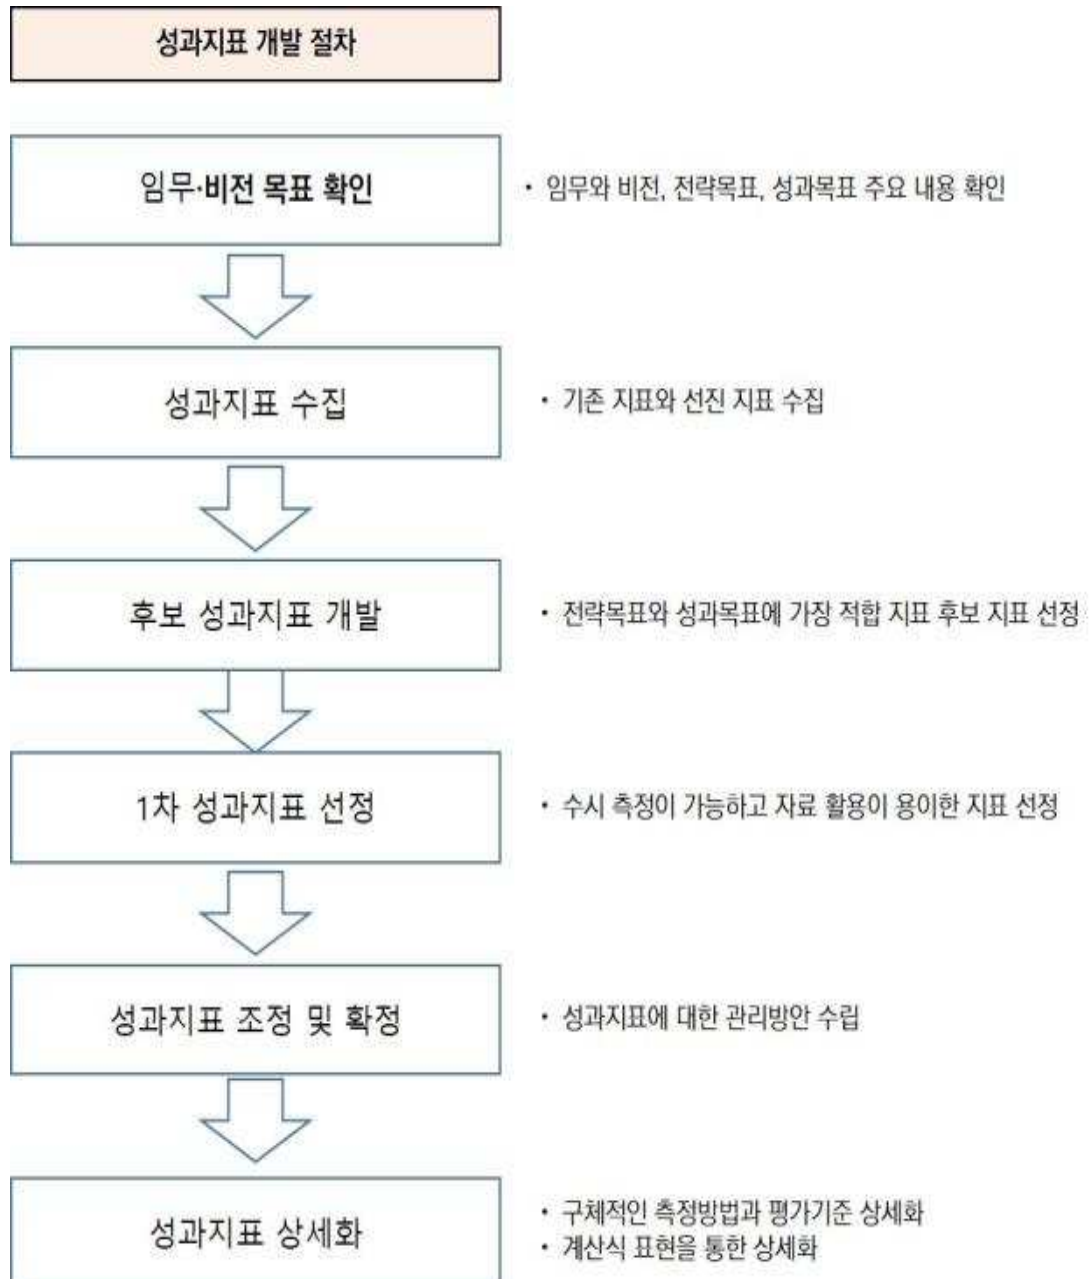 성과지표 개발 절차
임무·비전 목표 확인
• 임무와 비전, 전략목표, 성과목표 주요 내용 확인
성과지표 수집
• 기존 지표와 선진 지표 수집
후보 성과지표 개발
• 전략목표와 성과목표에 가장 적합 지표 후보 지표 선정
1차 성과지표 선정
• 수시 측정이 가능하고 자료 활용이 용이한 지표 선정
성과지표 조정 및 확정
• 성과지표에 대한 관리방안 수립
성과지표 상세화
• 구체적인 측정방법과 평가기준 상세화
• 계산식 표현을 통한 상세화